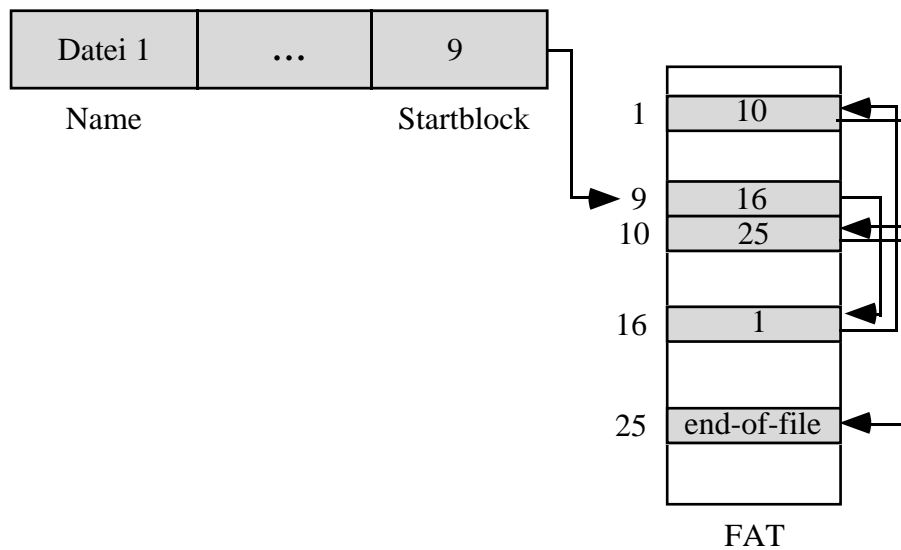 Datei 1 ... 9
Name Startblock
1 10
9 16
10 25
16 1
25 end-of-file
FAT